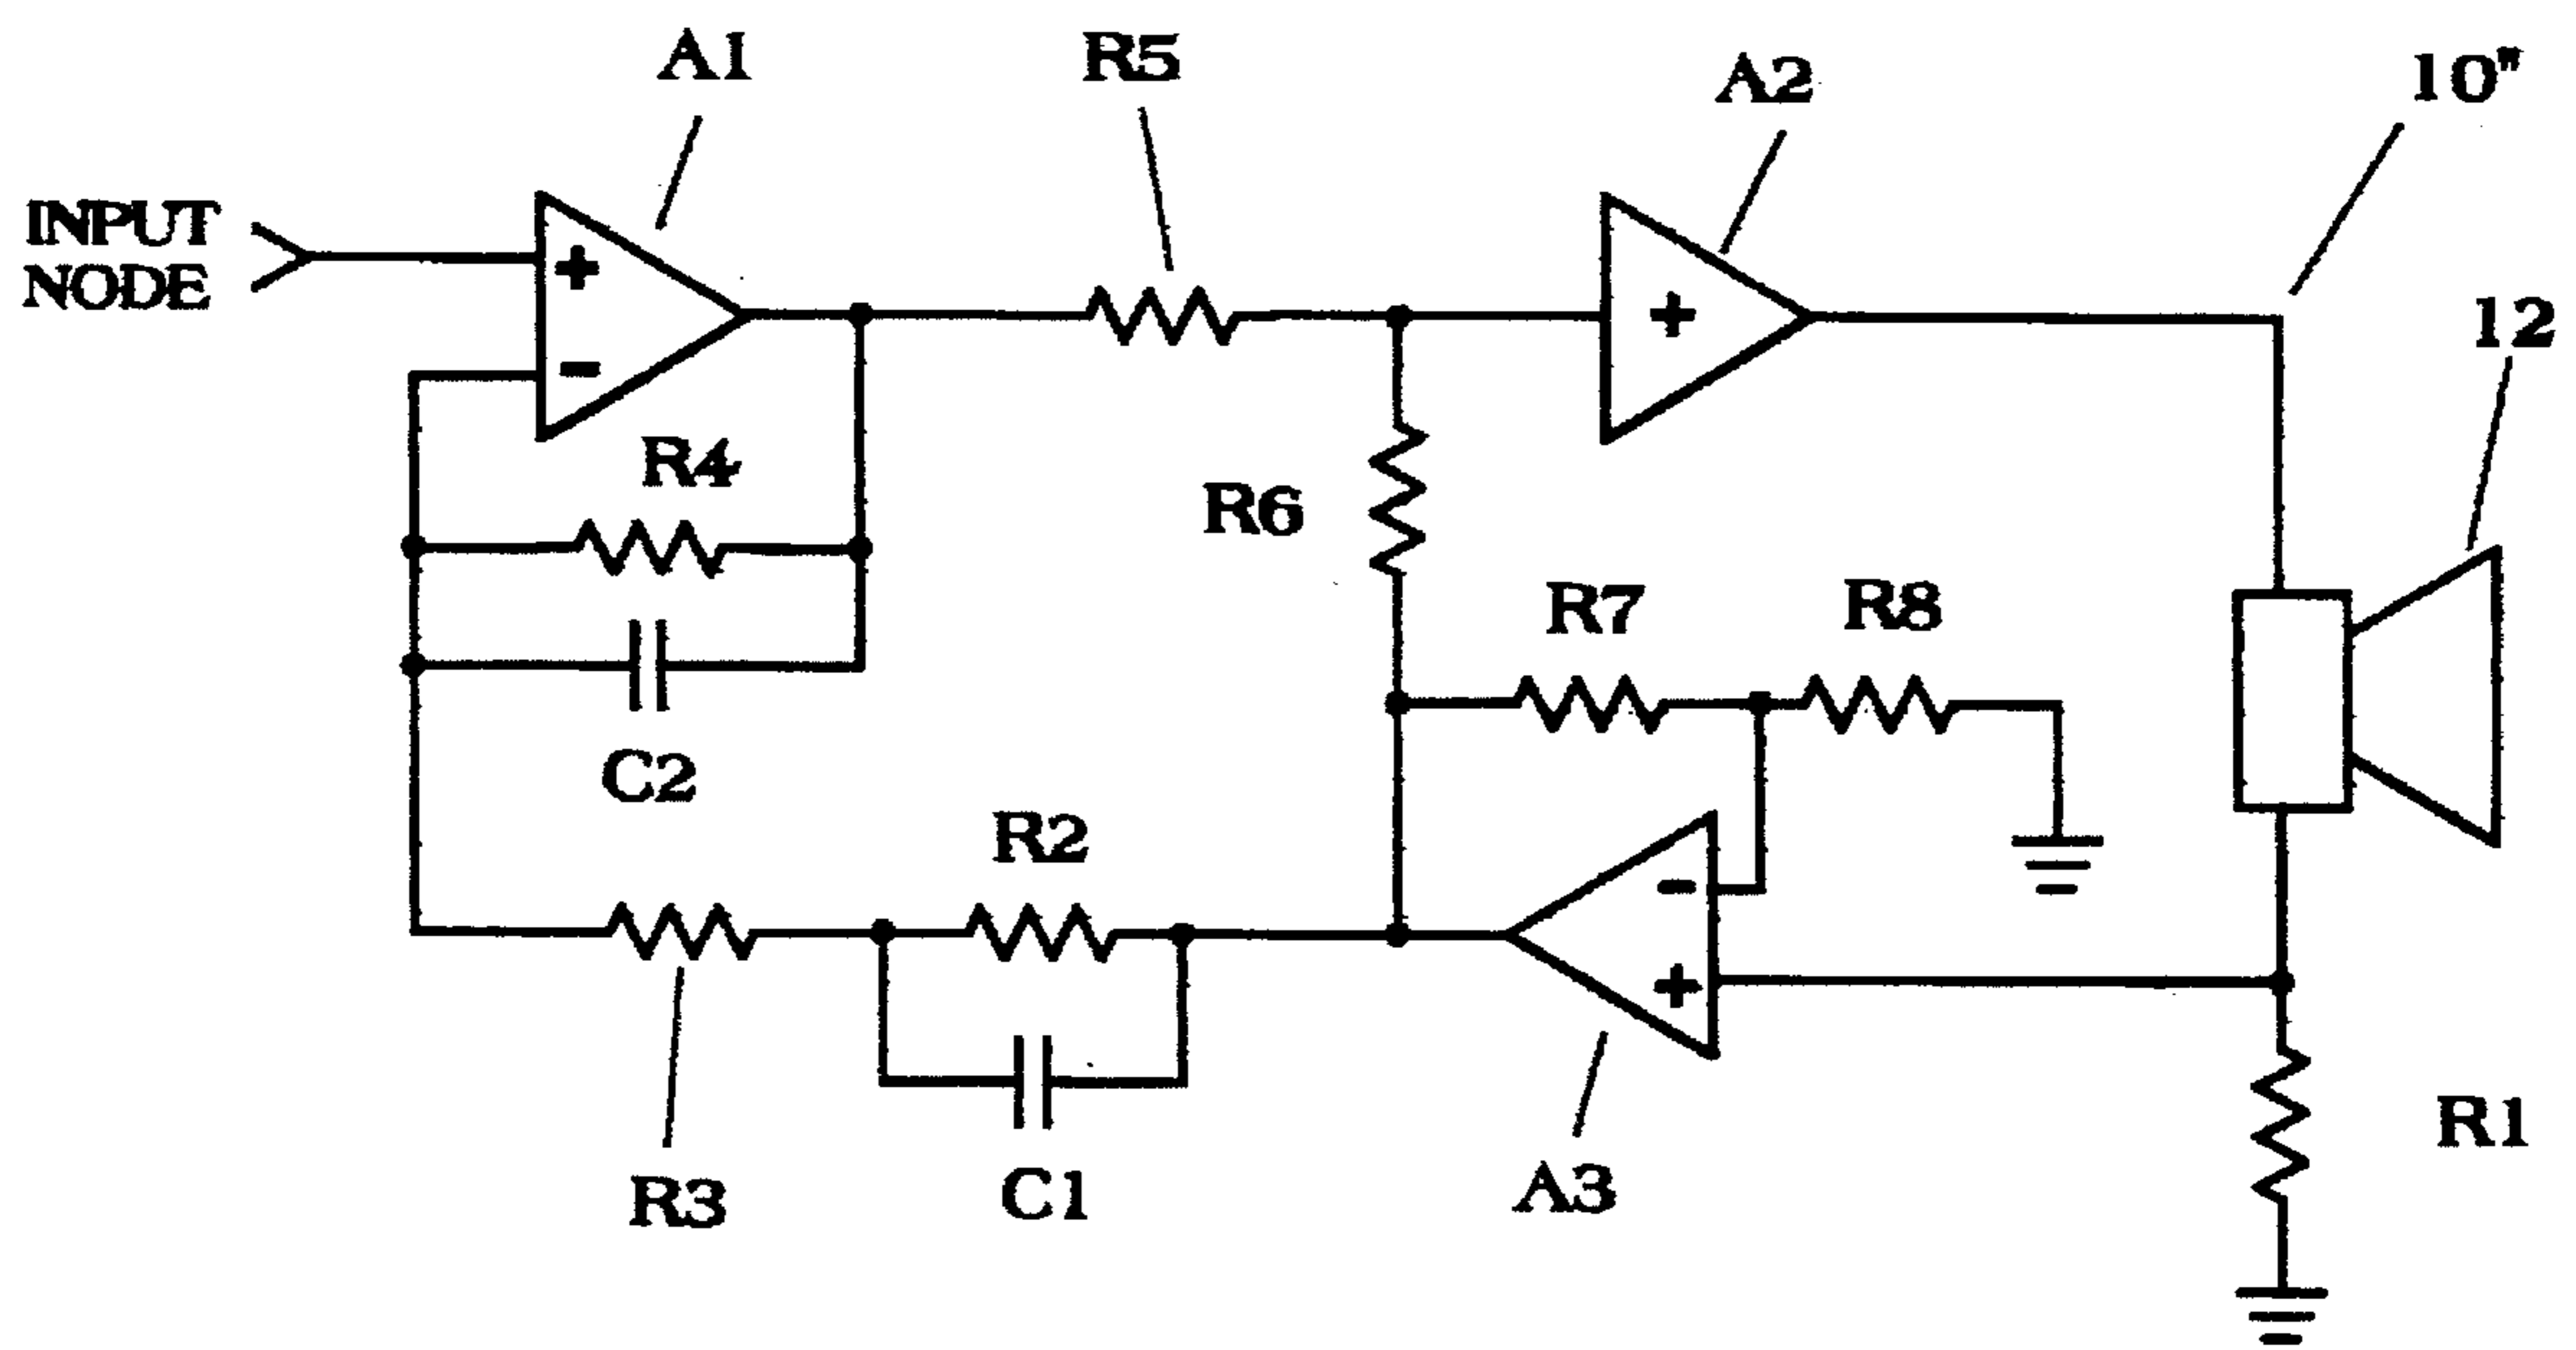 A1
R5
A2
10"
INPUT
NODE
+
-
+
12
R4
R6
R7
R8
C2
R2
-
+
R3
C1
A3
R1